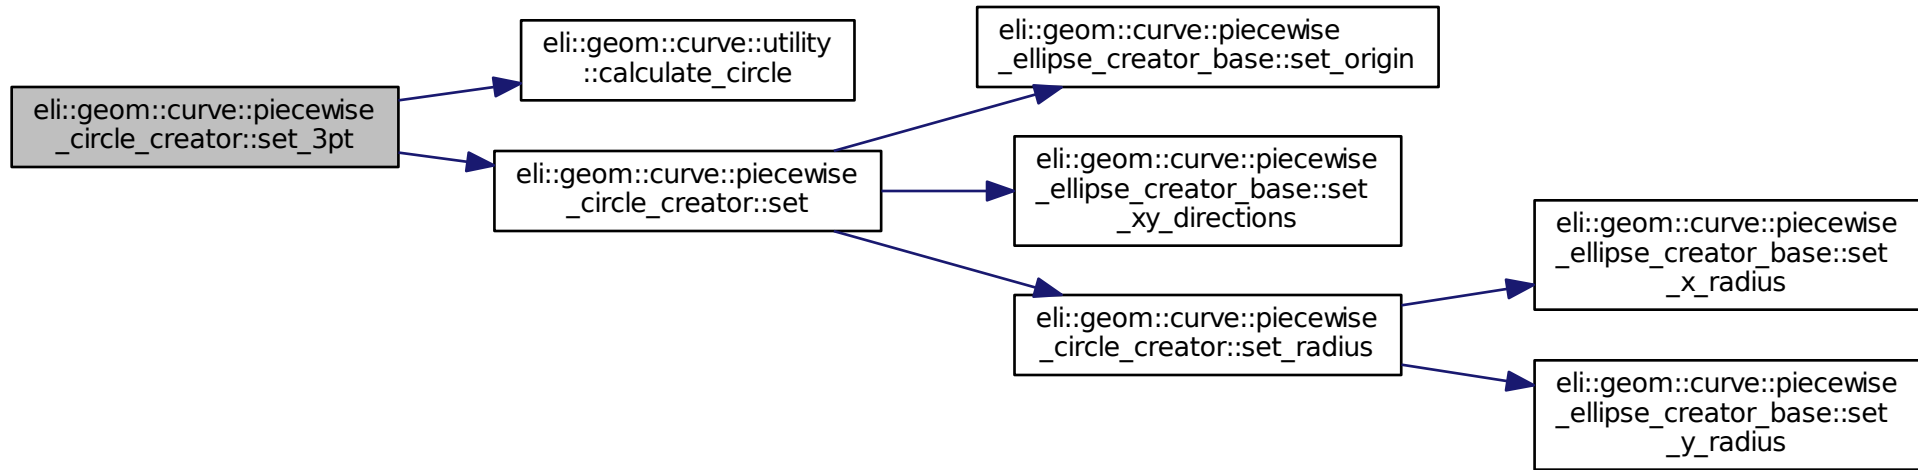 eli::geom::curve::piecewise
_circle_creator::set_3pt
eli::geom::curve::utility
::calculate_circle
eli::geom::curve::piecewise
_circle_creator::set
eli::geom::curve::piecewise
_ellipse_creator_base::set_origin
eli::geom::curve::piecewise
_ellipse_creator_base::set
_xy_directions
eli::geom::curve::piecewise
_circle_creator::set_radius
eli::geom::curve::piecewise
_ellipse_creator_base::set
_x_radius
eli::geom::curve::piecewise
_ellipse_creator_base::set
_y_radius